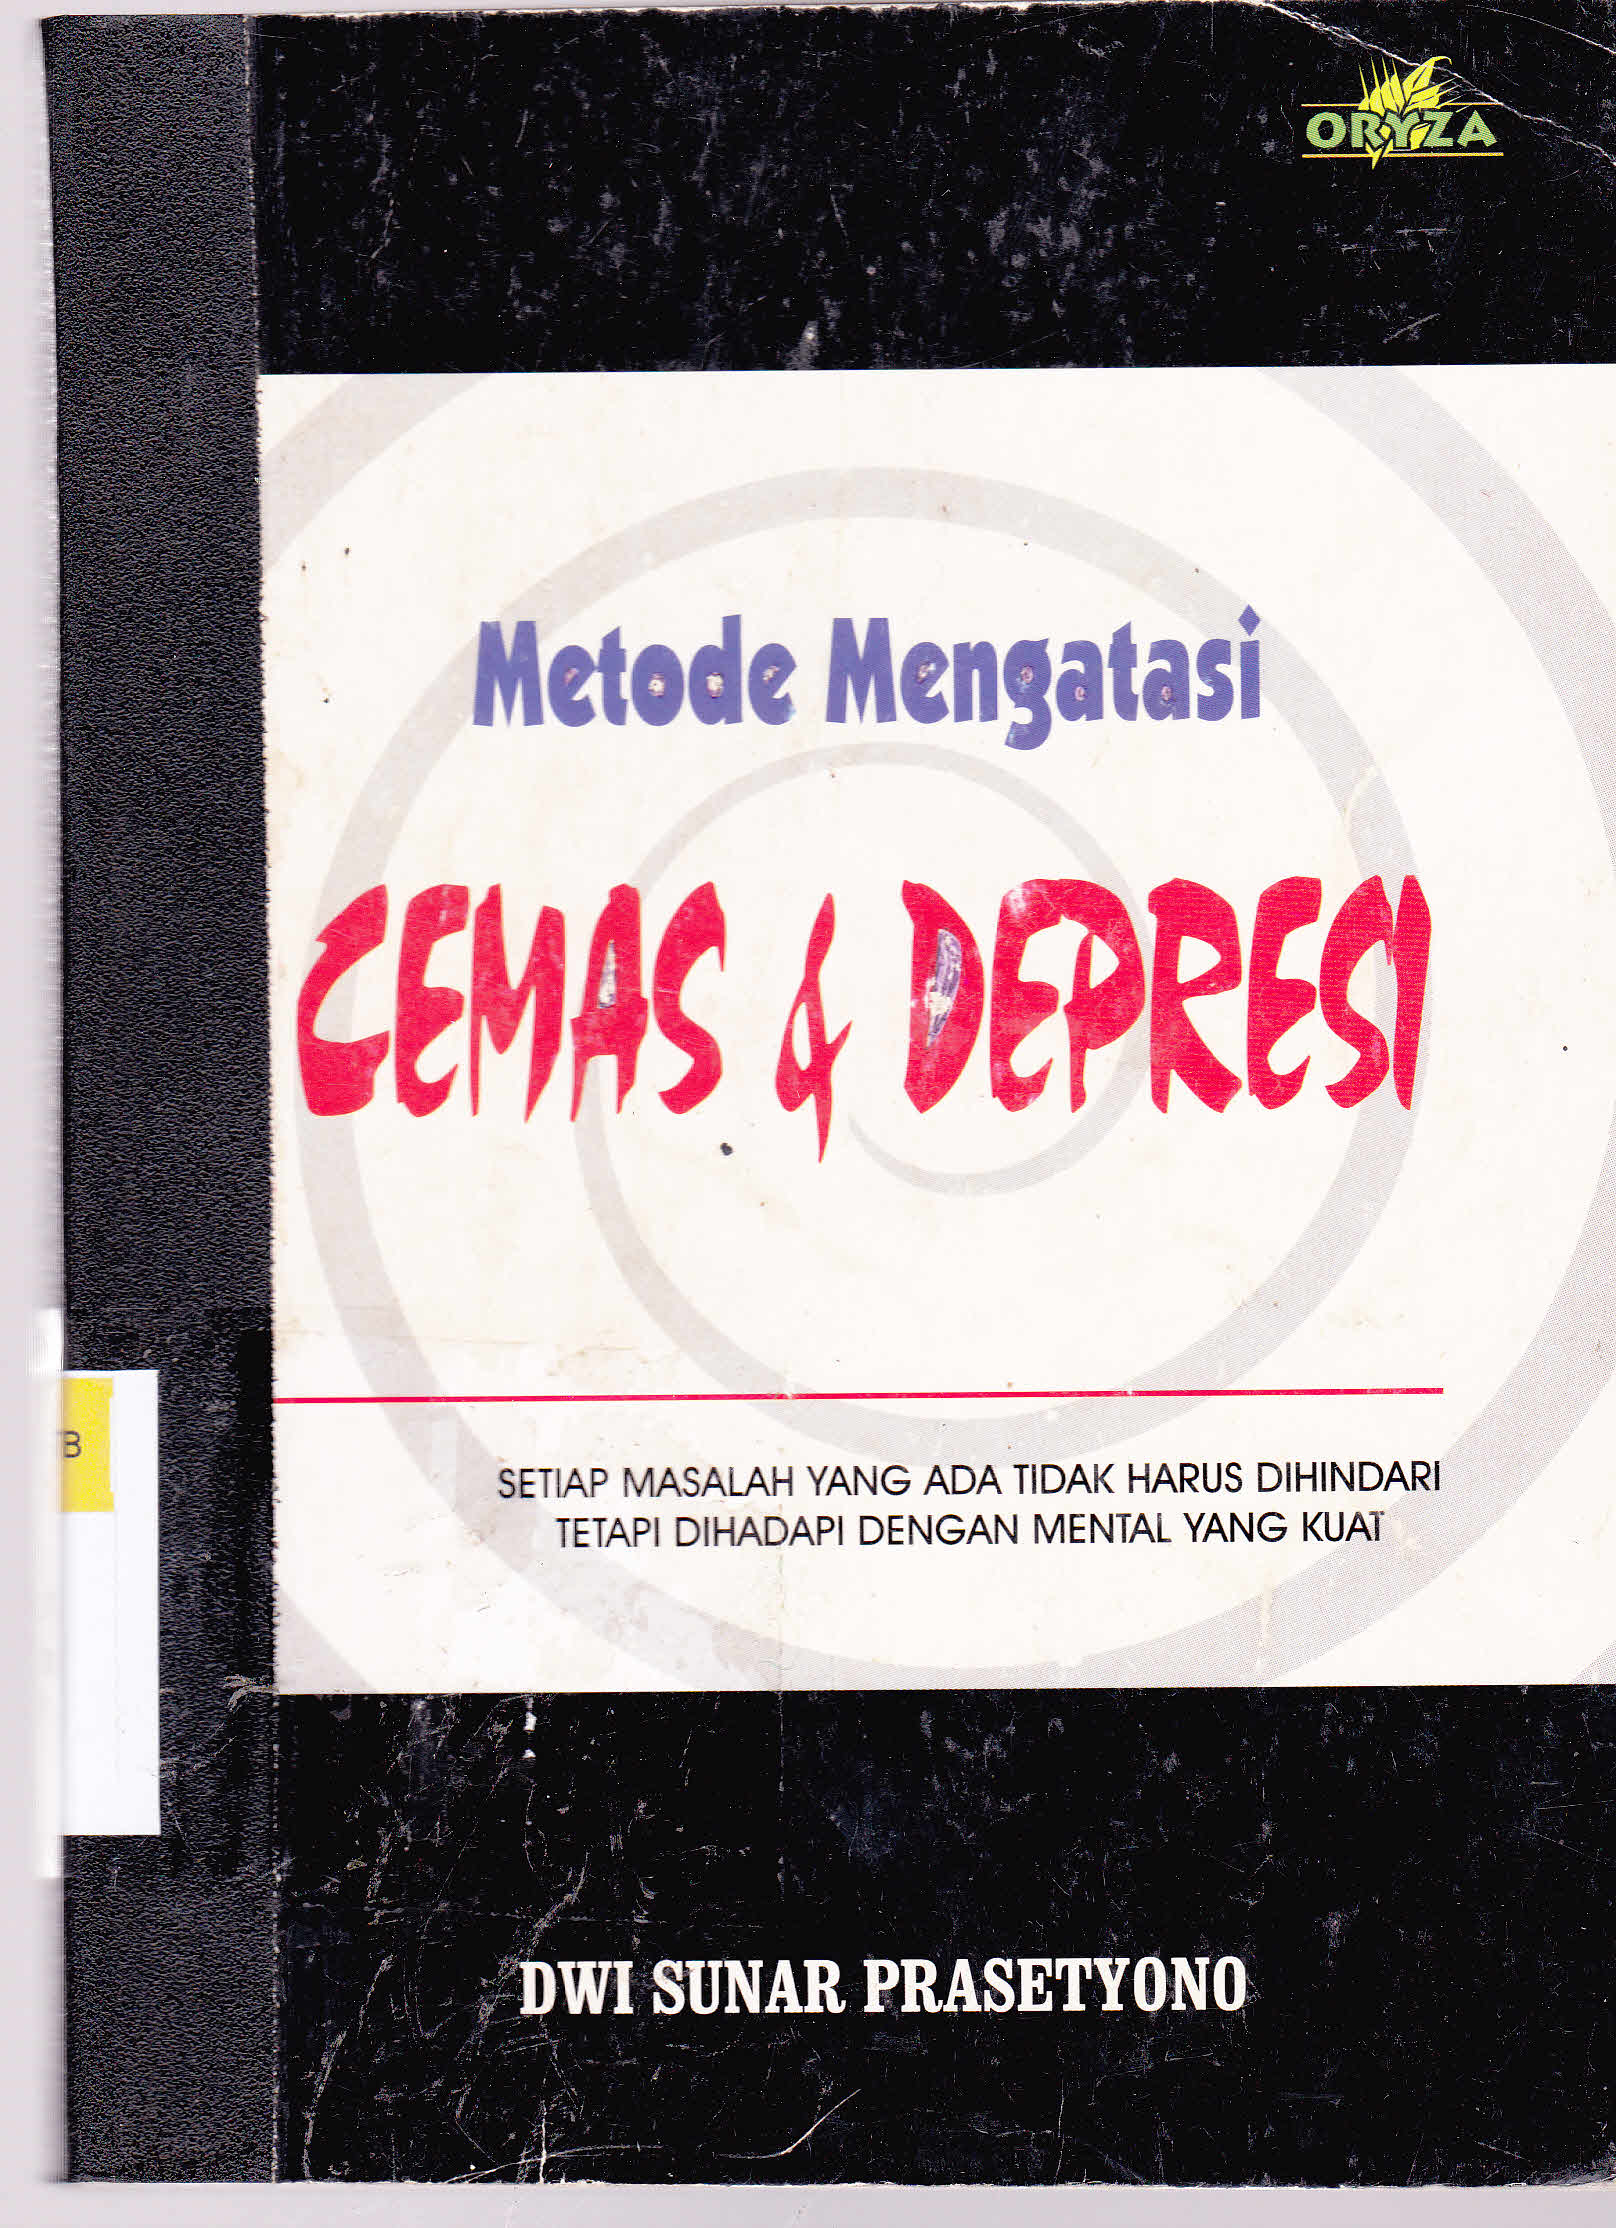 ORYZA
Metode Mengatasi
CEMAS & DEPRESI
B
SETIAP MASALAH YANG ADA TIDAK HARUS DIHINDARI
TETAPI DIHADAPI DENGAN MENTAL YANG KUAT
DWI SUNAR PRASETYONO